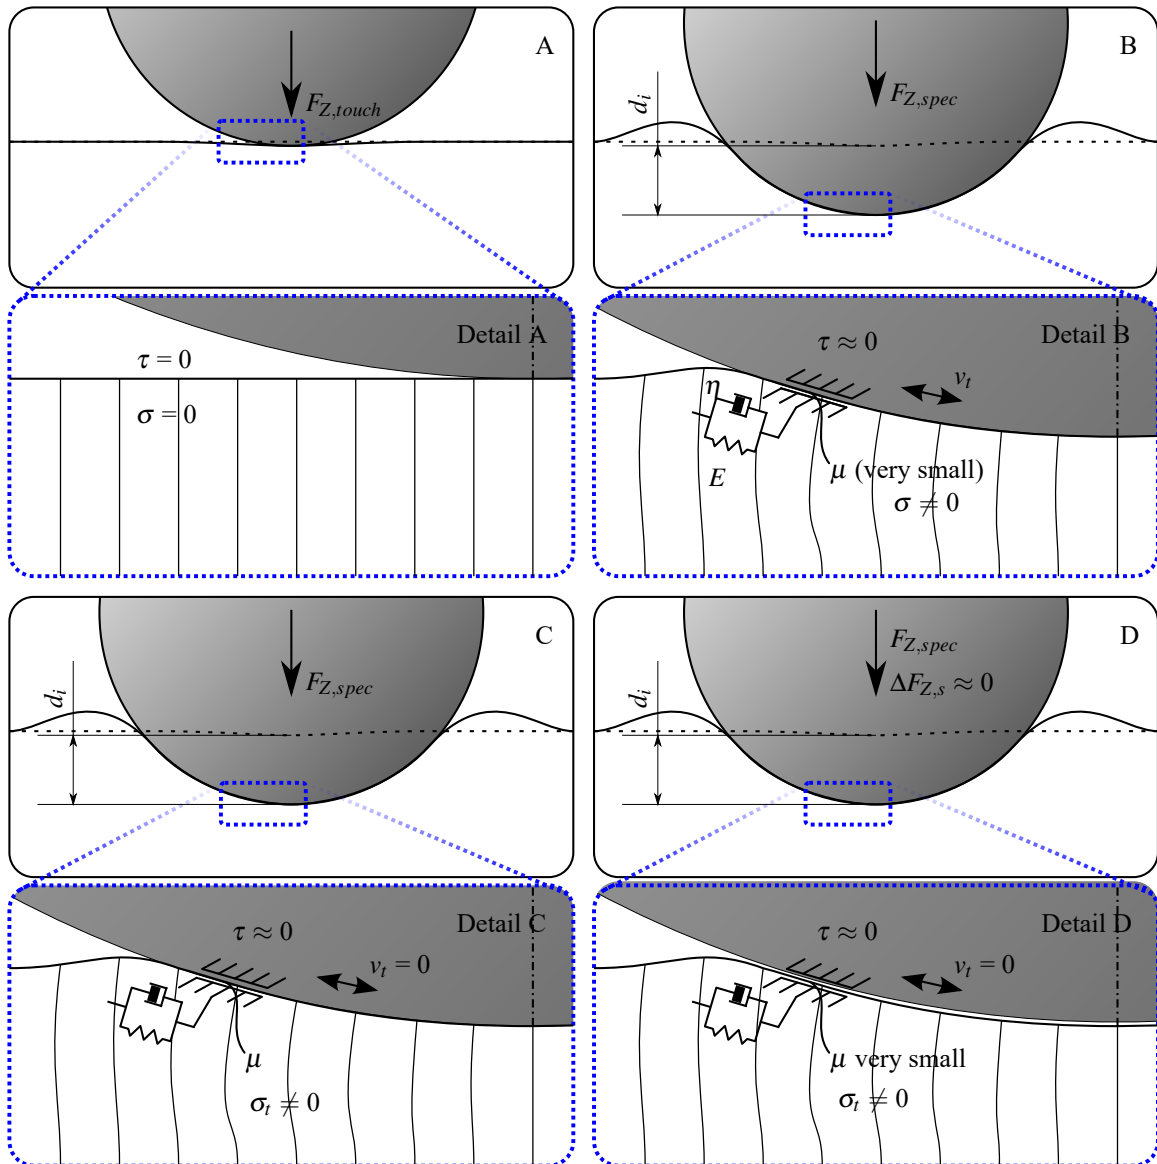 A
F_{Z,touch}
B
d_i
F_{Z,spec}
Detail A
τ = 0
σ = 0
Detail B
τ ≈ 0
v_t
η
E
μ (very small)
σ ≠ 0
C
d_i
F_{Z,spec}
D
d_i
F_{Z,spec}
ΔF_{Z,s} ≈ 0
Detail C
τ ≈ 0
v_t = 0
μ
σ_t ≠ 0
Detail D
τ ≈ 0
v_t = 0
μ very small
σ_t ≠ 0